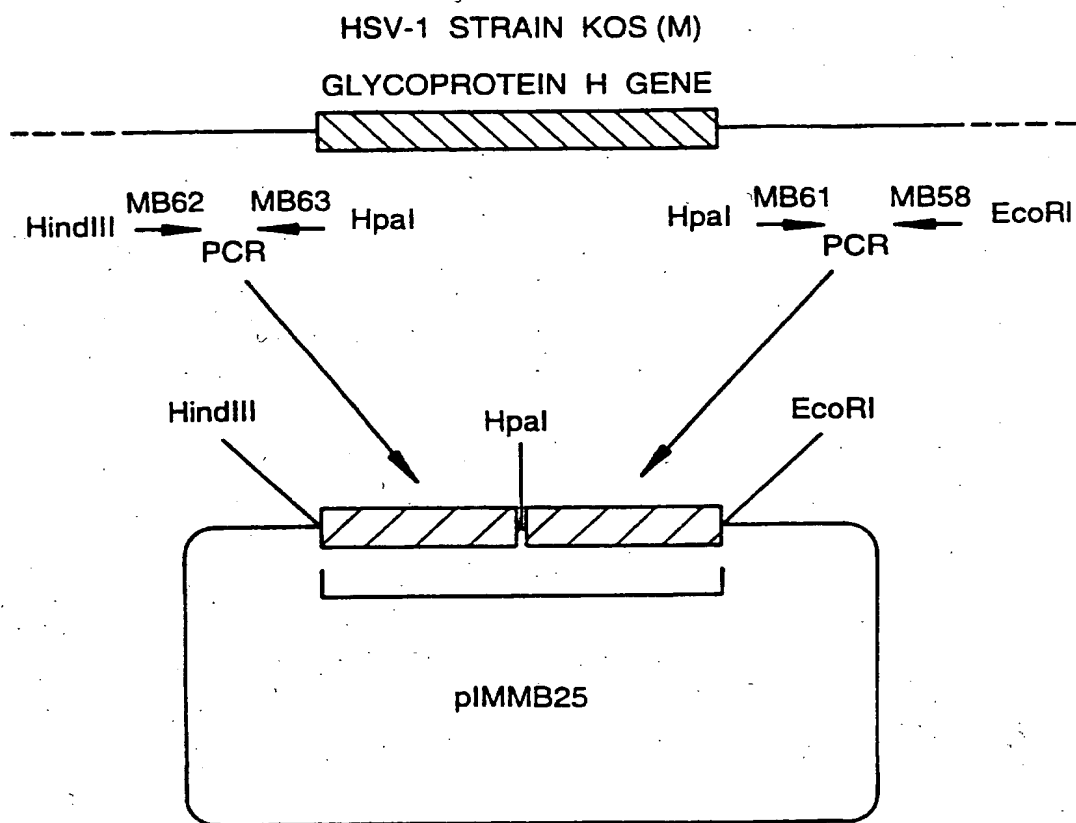 HSV-1 STRAIN KOS (M)
GLYCOPROTEIN H GENE
HindIII MB62 MB63 HpaI
PCR
HpaI MB61 MB58 EcoRI
PCR
HindIII
HpaI
EcoRI
pIMMB25